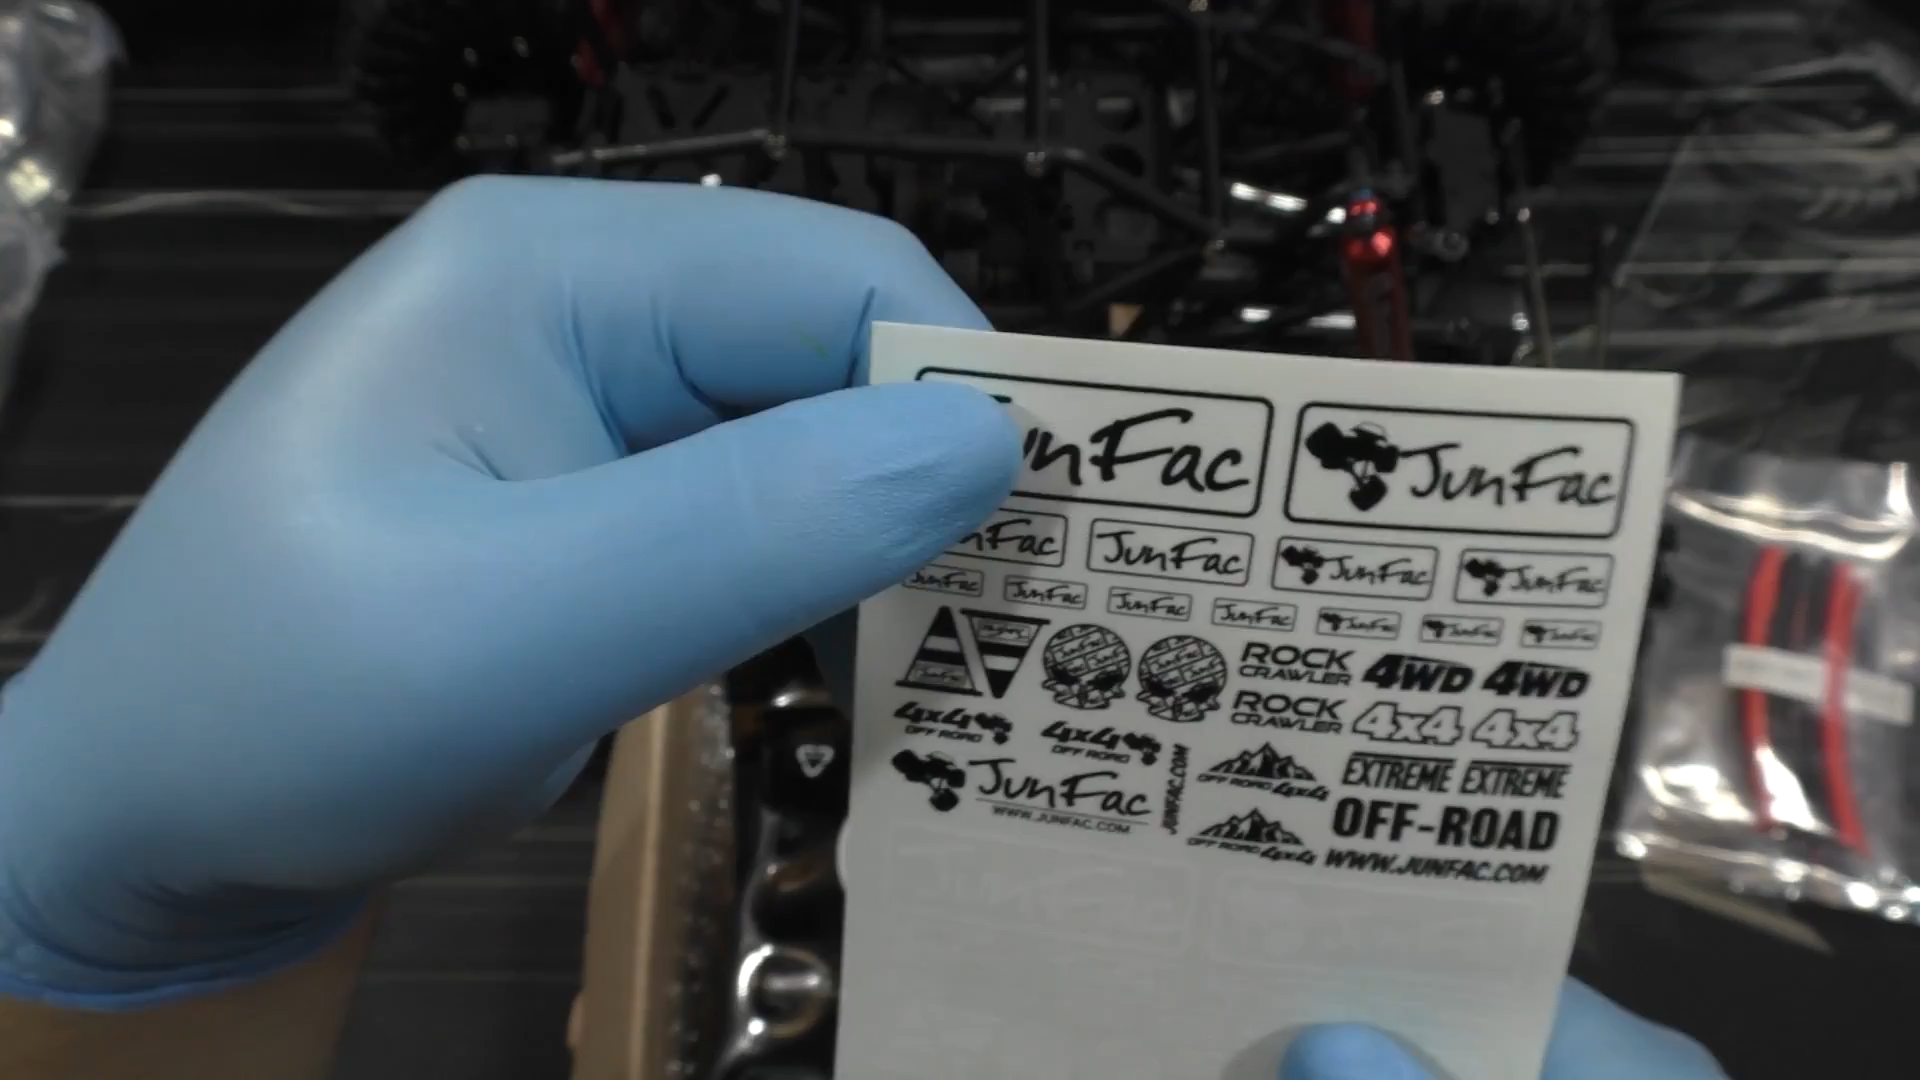 unFac JunFac
nFac JunFac JunFac JunFac
JunFac JunFac JunFac JunFac JunFac JunFac JunFac
JunFac
ROCK CRAWLER 4WD 4WD
ROCK CRAWLER 4x4 4x4
4x4 OFF ROAD 4x4 OFF ROAD
JunFac
WWW.JUNFAC.COM
JUNFAC.COM
OFF ROAD 4x4 EXTREME EXTREME
OFF-ROAD
OFF ROAD 4x4 WWW.JUNFAC.COM